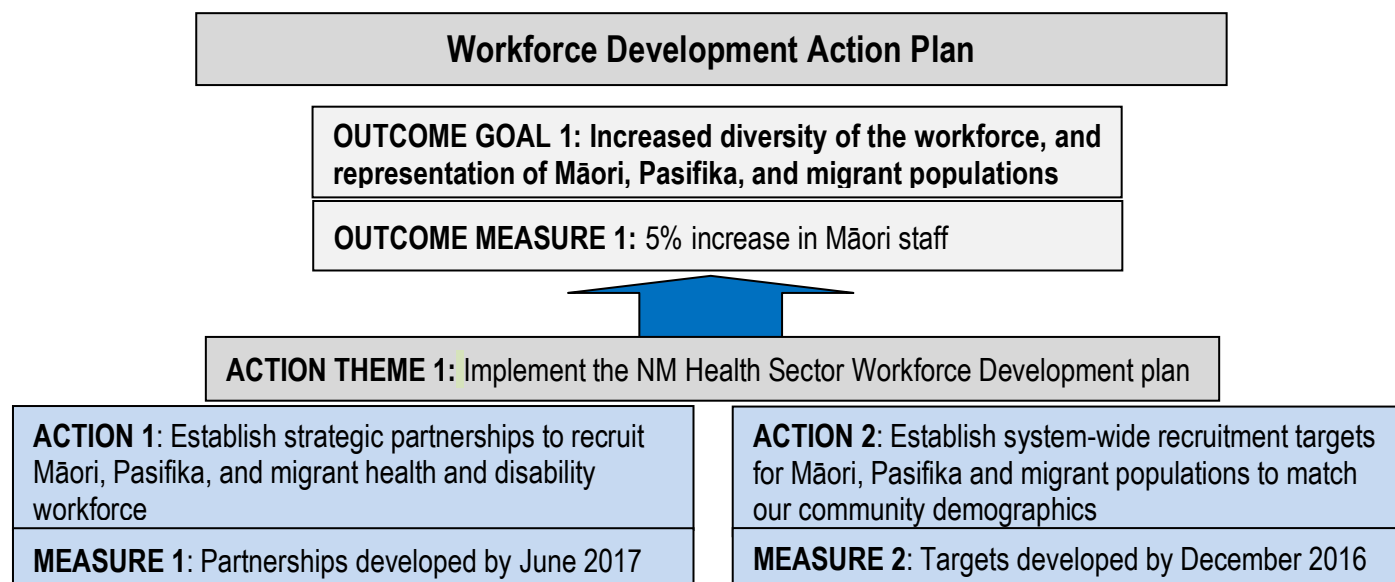 Workforce Development Action Plan
OUTCOME GOAL 1: Increased diversity of the workforce, and
representation of Māori, Pasifika, and migrant populations
OUTCOME MEASURE 1: 5% increase in Māori staff
ACTION THEME 1: Implement the NM Health Sector Workforce Development plan
ACTION 1: Establish strategic partnerships to recruit
Māori, Pasifika, and migrant health and disability
workforce
MEASURE 1: Partnerships developed by June 2017
ACTION 2: Establish system-wide recruitment targets
for Māori, Pasifika and migrant populations to match
our community demographics
MEASURE 2: Targets developed by December 2016